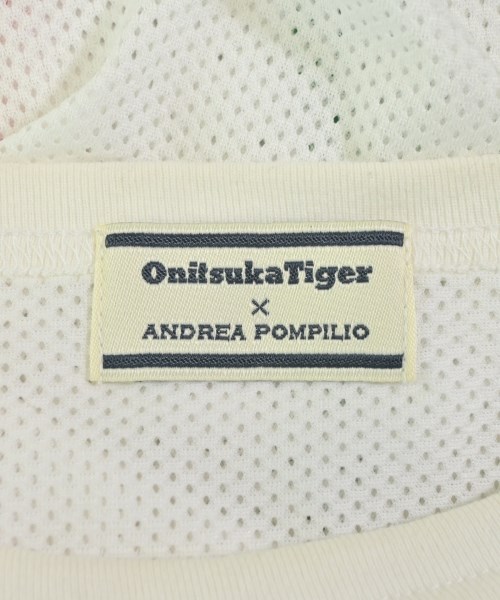 OnitsukaTiger
×
ANDREA POMPILIO